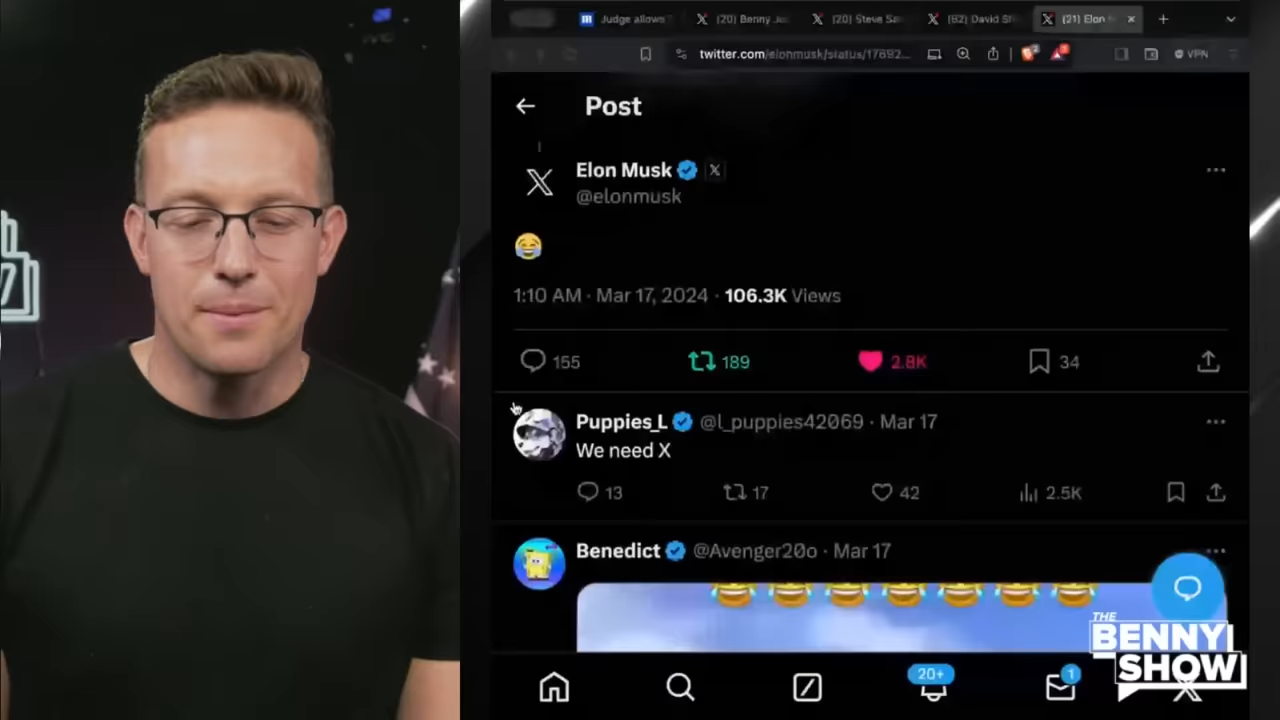 Judge allows
(20) Benny
(20) Steve
(82) David
(21) Elon
twitter.com/elonmusk/status/17692...
VPN
Post
Elon Musk
@elonmusk
😂
1:10 AM · Mar 17, 2024 · 106.3K Views
155 189 2.8K 34
Puppies_L @l_puppies42069 · Mar 17
We need X
13 17 42 2.5K
Benedict @Avenger20o · Mar 17
THE
BENNY
SHOW
20+ 1